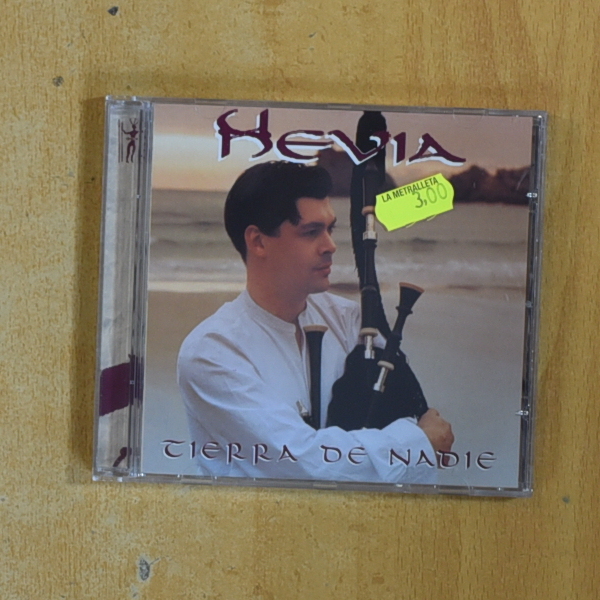 HEVIA
LA METRALLETA
3,00
TIERRA DE NADIE